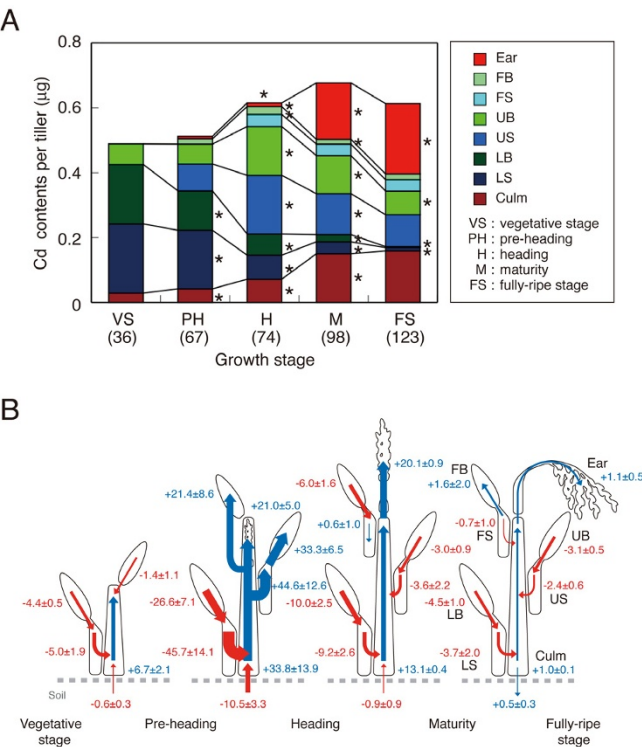 A
Cd contents per tiller (μg)
0.8
0.6
0.4
0.2
0
* * * * * *
* * * * * *
* * * * * *
* * * * *
VS PH H M FS
(36) (67) (74) (98) (123)
Growth stage
Ear
FB
FS
UB
US
LB
LS
Culm
VS : vegetative stage
PH : pre-heading
H : heading
M : maturity
FS : fully-ripe stage
B
-1.4±1.1
-4.4±0.5
-5.0±1.9
+6.7±2.1
-0.6±0.3
+21.4±8.6
+21.0±5.0
+33.3±6.5
-26.6±7.1
+44.6±12.6
-45.7±14.1
+33.8±13.9
-10.5±3.3
+20.1±0.9
-6.0±1.6
+0.6±1.0
-3.0±0.9
-10.0±2.5
-3.6±2.2
-9.2±2.6
+13.1±0.4
-0.9±0.9
FB
+1.6±2.0
Ear
+1.1±0.5
-0.7±1.0
FS
UB
-3.1±0.5
-2.4±0.6
US
-4.5±1.0
LB
-3.7±2.0
LS
Culm
+1.0±0.1
+0.5±0.3
Soil
Vegetative
stage
Pre-heading
Heading
Maturity
Fully-ripe
stage